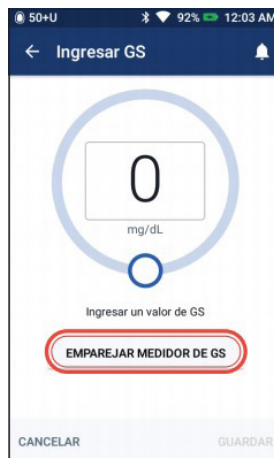 50+U 92% 12:03 AM
Ingresar GS
0
mg/dL
Ingresar un valor de GS
EMPAREJAR MEDIDOR DE GS
CANCELAR GUARDAR